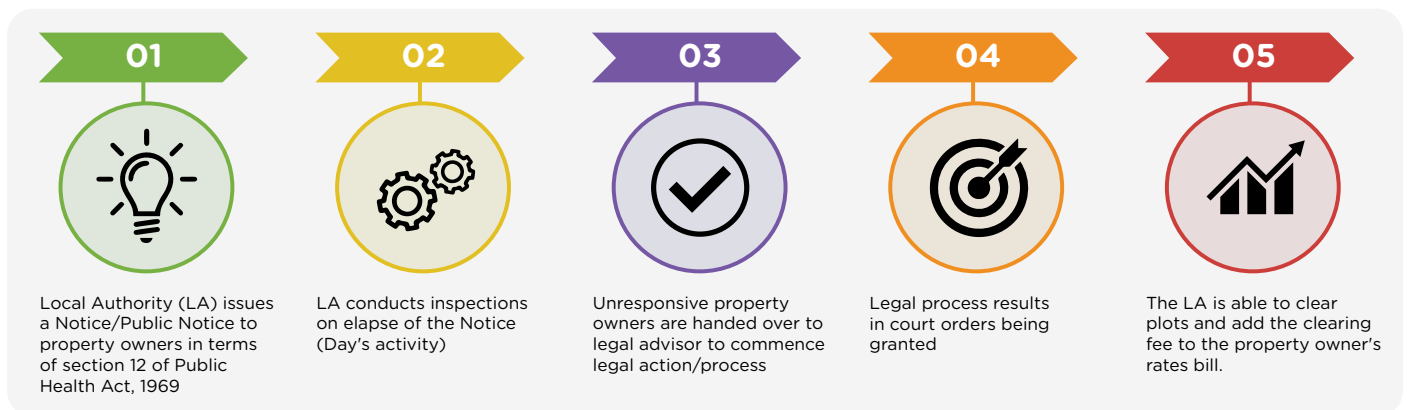 01
02
03
04
05
Local Authority (LA) issues
a Notice/Public Notice to
property owners in terms
of section 12 of Public
Health Act, 1969
LA conducts inspections
on elapse of the Notice
(Day's activity)
Unresponsive property
owners are handed over to
legal advisor to commence
legal action/process
Legal process results
in court orders being
granted
The LA is able to clear
plots and add the clearing
fee to the property owner's
rates bill.